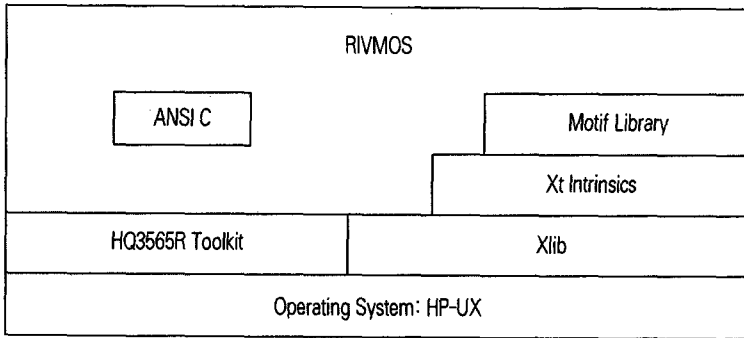 RIVMOS
ANSI C
Motif Library
Xt Intrinsics
HQ3565R Toolkit
Xlib
Operating System: HP-UX